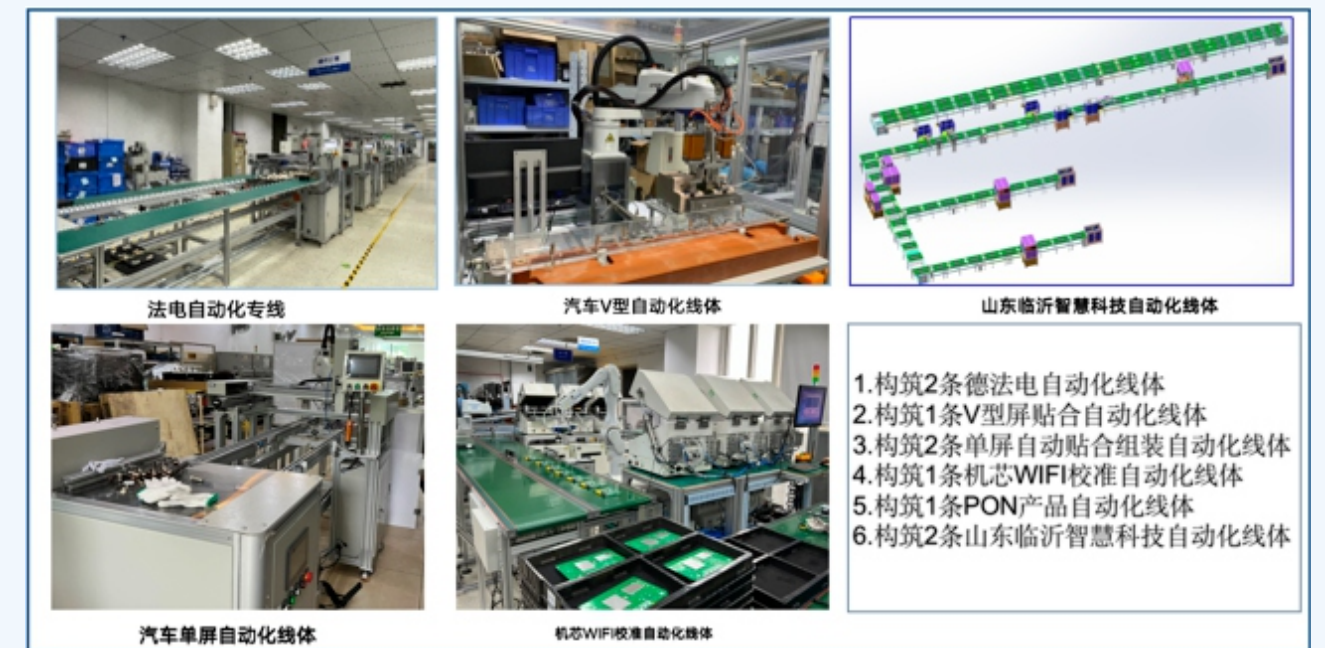 法电自动化专线
汽车V型自动化线体
山东临沂智慧科技自动化线体
汽车单屏自动化线体
机芯WIFI校准自动化线体
1.构筑2条德法电自动化线体
2.构筑1条V型屏贴合自动化线体
3.构筑2条单屏自动贴合组装自动化线体
4.构筑1条机芯WIFI校准自动化线体
5.构筑1条PON产品自动化线体
6.构筑2条山东临沂智慧科技自动化线体